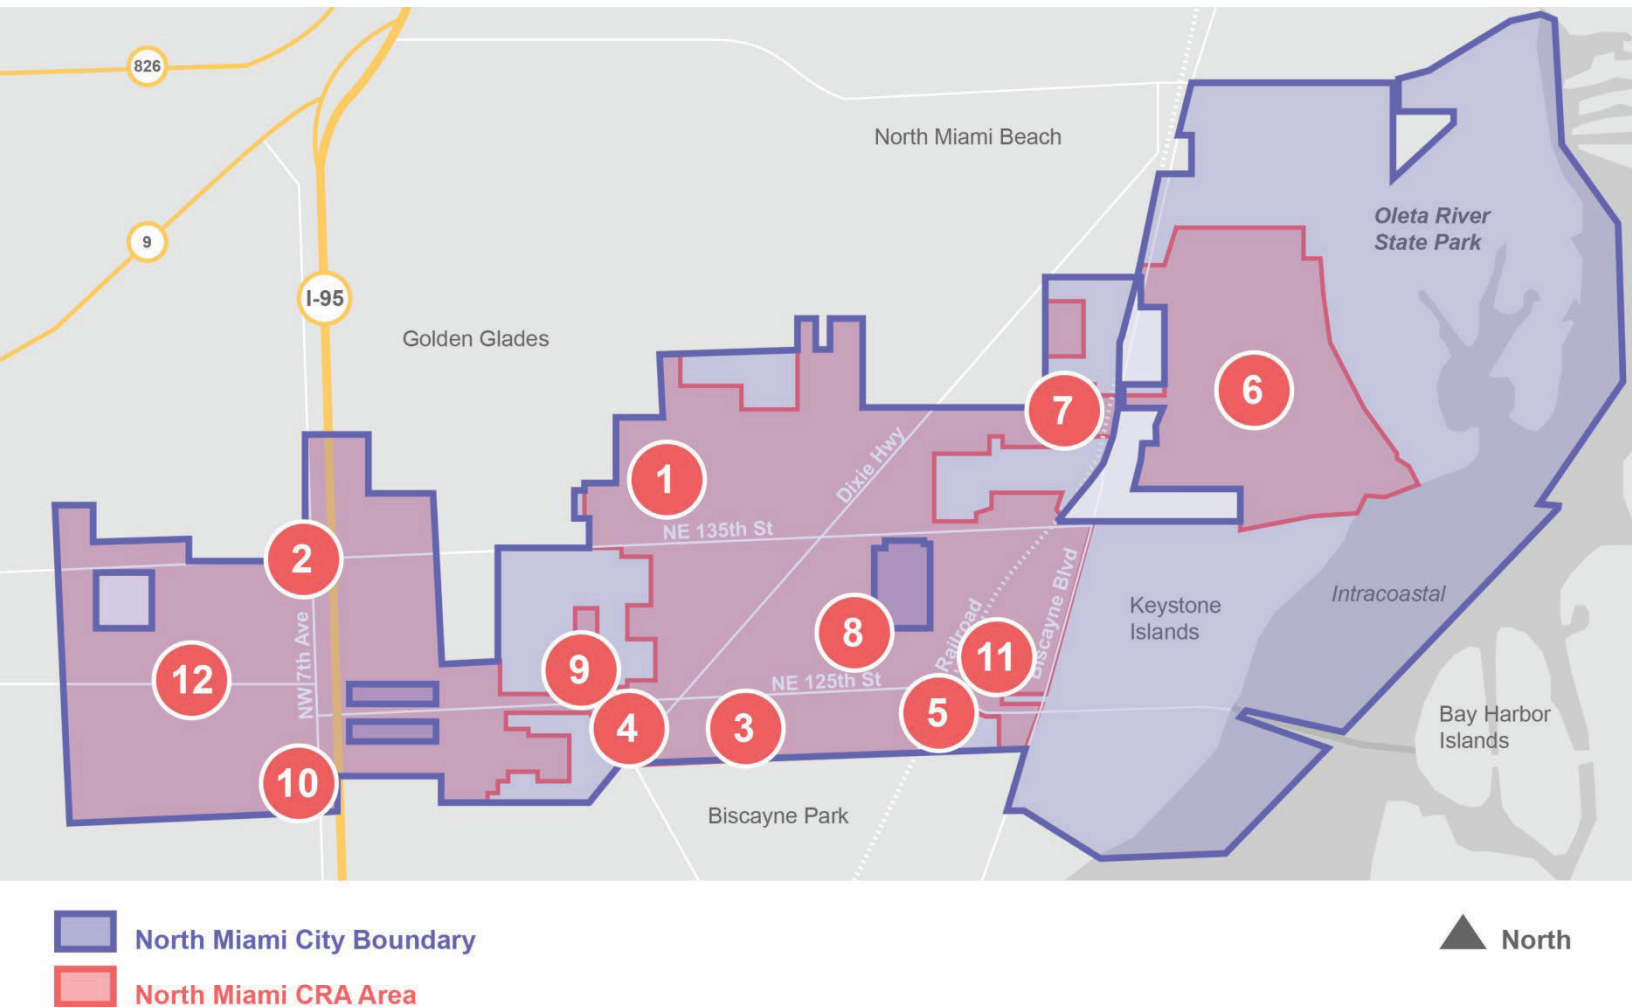 826
North Miami Beach
Oleta River
State Park
9
I-95
Golden Glades
6
7
Dixie Hwy
1
NE 135th St
2
Biscayne Blvd
Intracoastal
Keystone
Islands
Railroad
8
NW 7th Ave
11
9
12
NE 125th St
5
4
3
Bay Harbor
Islands
10
Biscayne Park
North Miami City Boundary
North
North Miami CRA Area